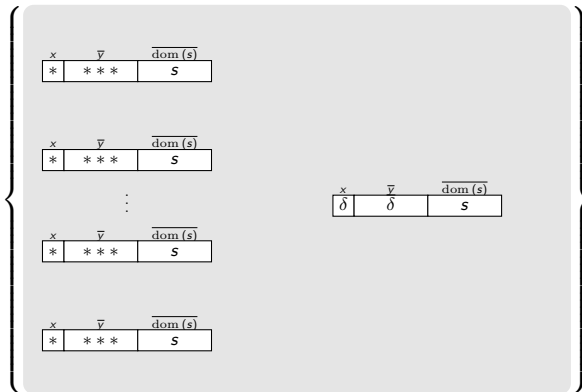 x y̅ dom (s)
* * * * s
x y̅ dom (s)
* * * * s
⋮
x y̅ dom (s)
δ δ s
x y̅ dom (s)
* * * * s
x y̅ dom (s)
* * * * s